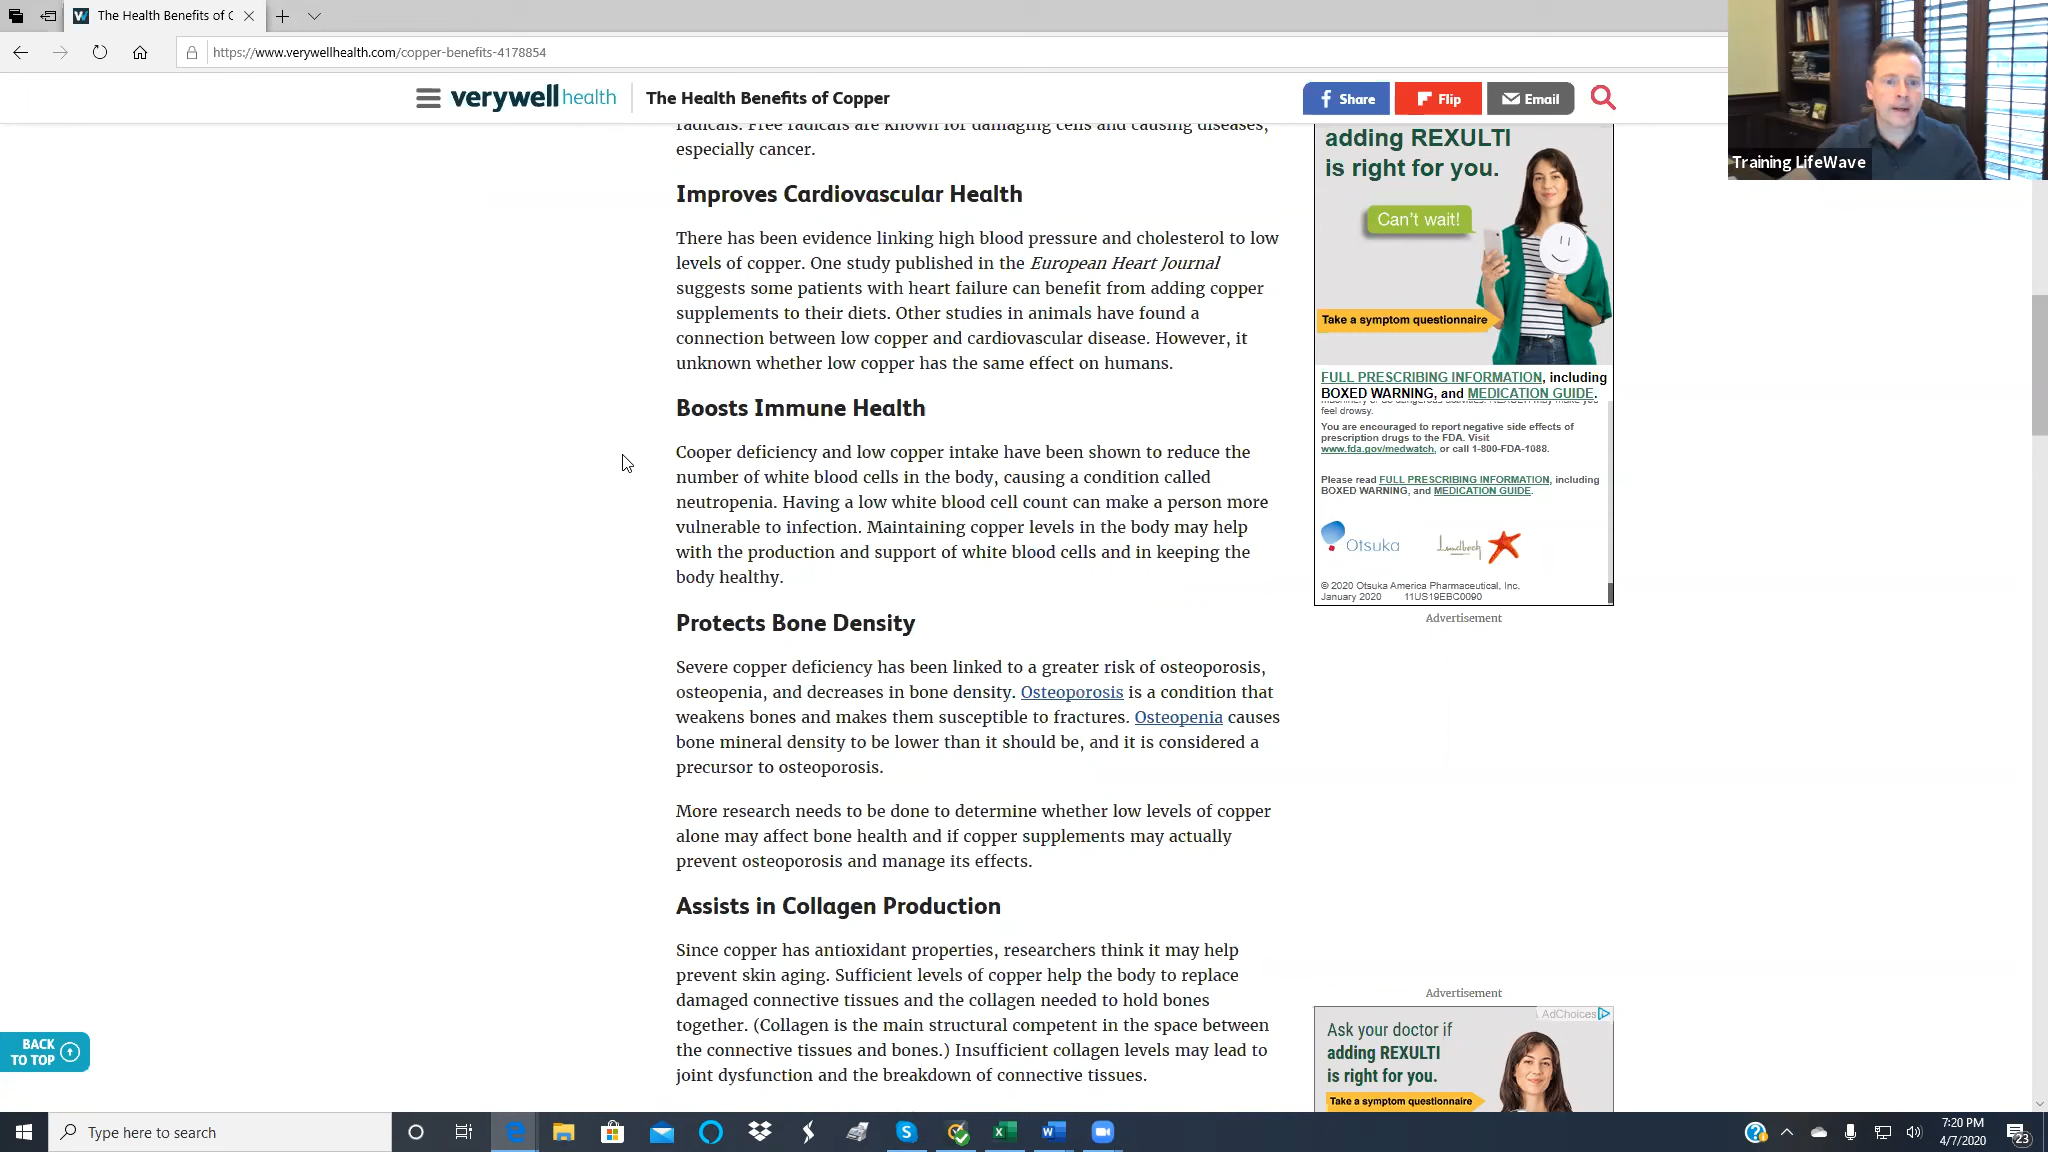 The Health Benefits of C
https://www.verywellhealth.com/copper-benefits-4178854
verywell health
The Health Benefits of Copper
Share
Flip
Email
Training LifeWave
radicals. Free radicals are known for damaging cells and causing diseases,
especially cancer.
Improves Cardiovascular Health
There has been evidence linking high blood pressure and cholesterol to low
levels of copper. One study published in the European Heart Journal
suggests some patients with heart failure can benefit from adding copper
supplements to their diets. Other studies in animals have found a
connection between low copper and cardiovascular disease. However, it
unknown whether low copper has the same effect on humans.
Boosts Immune Health
Cooper deficiency and low copper intake have been shown to reduce the
number of white blood cells in the body, causing a condition called
neutropenia. Having a low white blood cell count can make a person more
vulnerable to infection. Maintaining copper levels in the body may help
with the production and support of white blood cells and in keeping the
body healthy.
Protects Bone Density
Severe copper deficiency has been linked to a greater risk of osteoporosis,
osteopenia, and decreases in bone density. Osteoporosis is a condition that
weakens bones and makes them susceptible to fractures. Osteopenia causes
bone mineral density to be lower than it should be, and it is considered a
precursor to osteoporosis.
More research needs to be done to determine whether low levels of copper
alone may affect bone health and if copper supplements may actually
prevent osteoporosis and manage its effects.
Assists in Collagen Production
Since copper has antioxidant properties, researchers think it may help
prevent skin aging. Sufficient levels of copper help the body to replace
damaged connective tissues and the collagen needed to hold bones
together. (Collagen is the main structural competent in the space between
the connective tissues and bones.) Insufficient collagen levels may lead to
joint dysfunction and the breakdown of connective tissues.
adding REXULTI
is right for you.
Can't wait!
Take a symptom questionnaire
FULL PRESCRIBING INFORMATION, including
BOXED WARNING, and MEDICATION GUIDE.
feel drowsy.
You are encouraged to report negative side effects of
prescription drugs to the FDA. Visit
www.fda.gov/medwatch, or call 1-800-FDA-1088.
Please read FULL PRESCRIBING INFORMATION, including
BOXED WARNING, and MEDICATION GUIDE.
Otsuka
Lundbeck
© 2020 Otsuka America Pharmaceutical, Inc.
January 2020 11US19EBC0090
Advertisement
Advertisement
AdChoices
Ask your doctor if
adding REXULTI
is right for you.
Take a symptom questionnaire
BACK
TO TOP
Type here to search
7:20 PM
4/7/2020
23